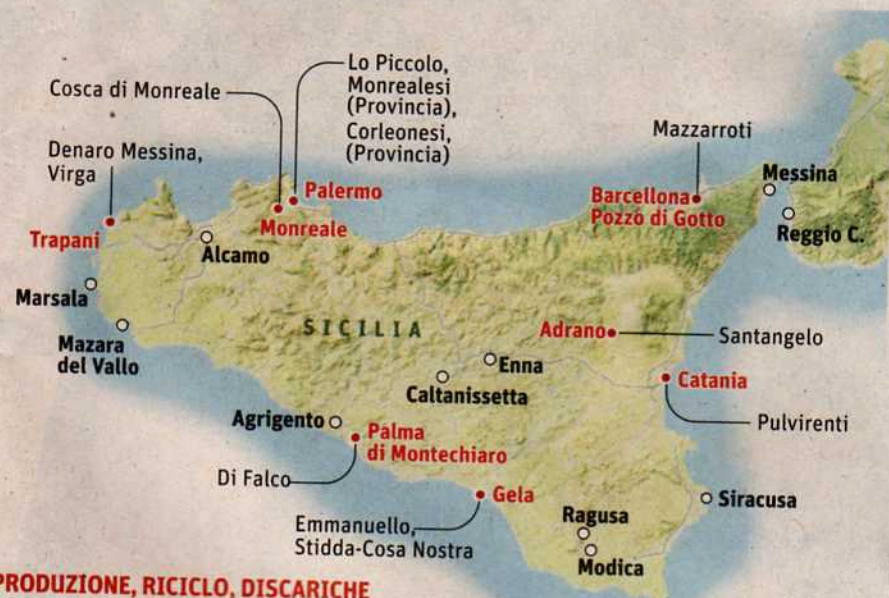 Lo Piccolo,
Monrealesi
(Provincia),
Corleonesi,
(Provincia)
Cosca di Monreale
Denaro Messina,
Virga
Mazzarroti
Messina
Palermo
Monreale
Barcellona
Pozzo di Gotto
Reggio C.
Trapani
Alcamo
Marsala
Mazara
del Vallo
SICILIA
Adrano
Santangelo
Enna
Caltanissetta
Catania
Pulvirenti
Agrigento
Palma
di Montechiaro
Di Falco
Gela
Siracusa
Emmanuello,
Stidda-Cosa Nostra
Ragusa
Modica
PRODUZIONE, RICICLO, DISCARICHE